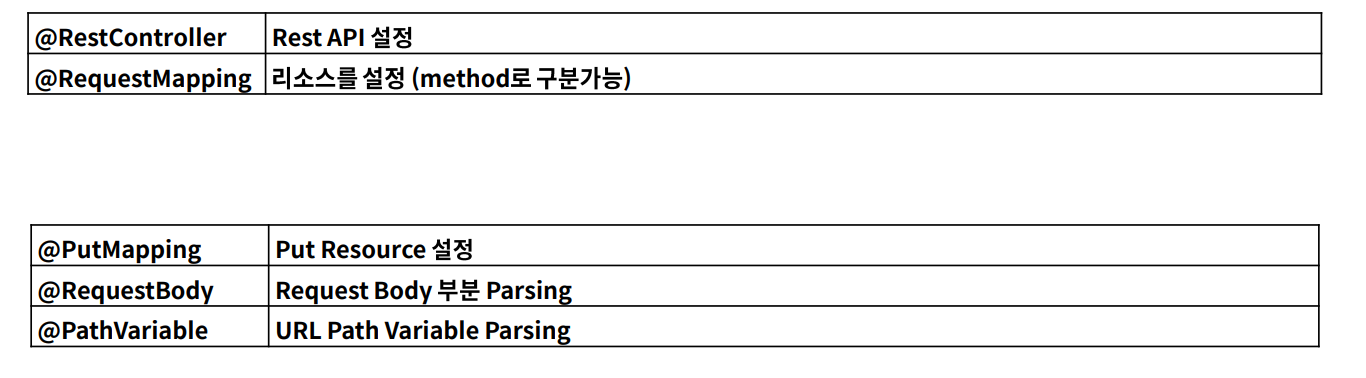 @RestController Rest API 설정
@RequestMapping 리소스를 설정 (method로 구분가능)
@PutMapping Put Resource 설정
@RequestBody Request Body 부분 Parsing
@PathVariable URL Path Variable Parsing